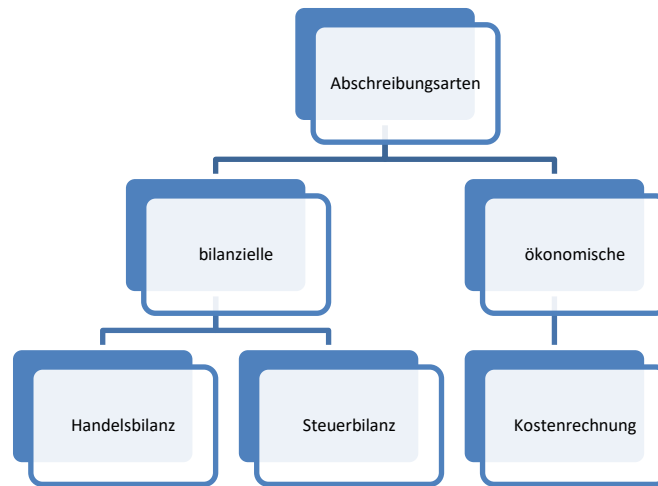 Abschreibungsarten
bilanzielle
ökonomische
Handelsbilanz
Steuerbilanz
Kostenrechnung